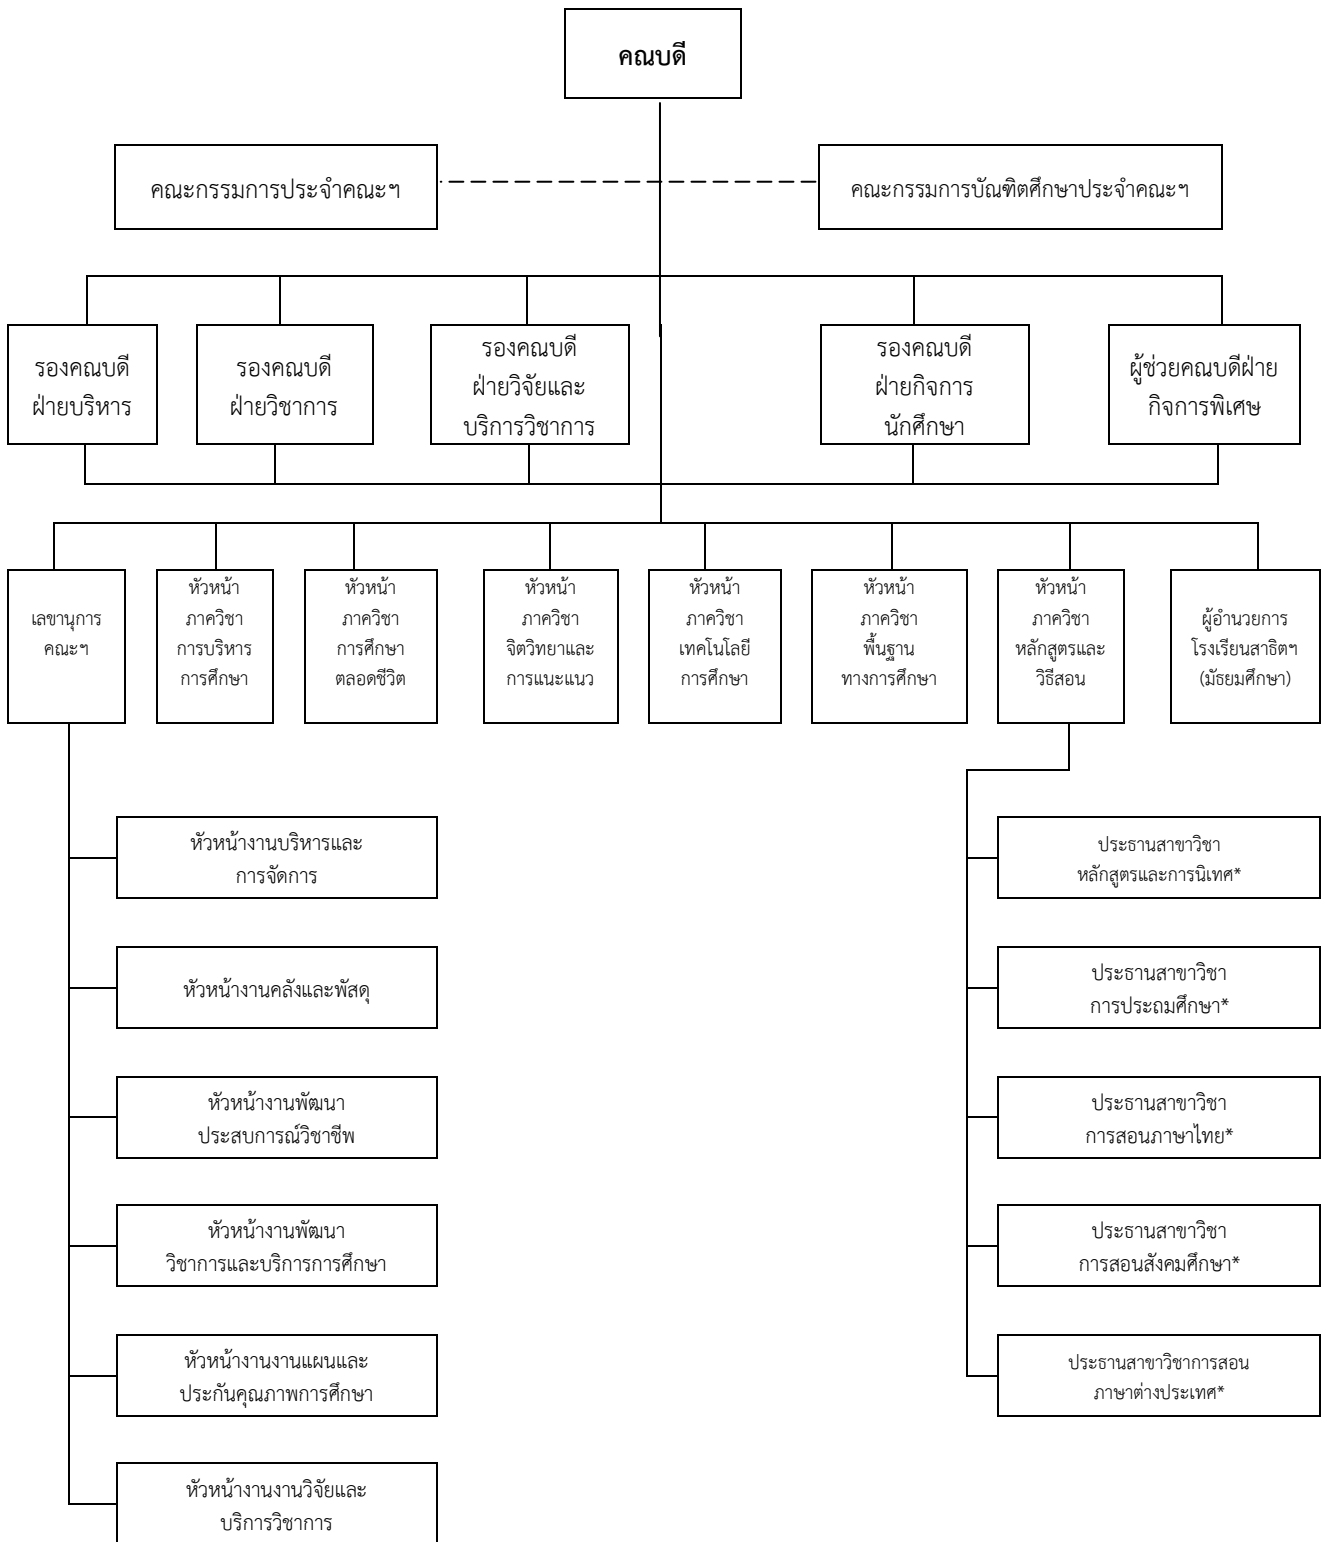 คณบดี
คณะกรรมการประจำคณะฯ
คณะกรรมการบัณฑิตศึกษาประจำคณะฯ
รองคณบดี
ฝ่ายบริหาร
รองคณบดี
ฝ่ายวิชาการ
รองคณบดี
ฝ่ายวิจัยและ
บริการวิชาการ
รองคณบดี
ฝ่ายกิจการ
นักศึกษา
ผู้ช่วยคณบดีฝ่าย
กิจการพิเศษ
เลขานุการ
คณะฯ
หัวหน้า
ภาควิชา
การบริหาร
การศึกษา
หัวหน้า
ภาควิชา
การศึกษา
ตลอดชีวิต
หัวหน้า
ภาควิชา
จิตวิทยาและ
การแนะแนว
หัวหน้า
ภาควิชา
เทคโนโลยี
การศึกษา
หัวหน้า
ภาควิชา
พื้นฐาน
ทางการศึกษา
หัวหน้า
ภาควิชา
หลักสูตรและ
วิธีสอน
ผู้อำนวยการ
โรงเรียนสาธิตฯ
(มัธยมศึกษา)
หัวหน้างานบริหารและ
การจัดการ
หัวหน้างานคลังและพัสดุ
หัวหน้างานพัฒนา
ประสบการณ์วิชาชีพ
หัวหน้างานพัฒนา
วิชาการและบริการการศึกษา
หัวหน้างานงานแผนและ
ประกันคุณภาพการศึกษา
หัวหน้างานงานวิจัยและ
บริการวิชาการ
ประธานสาขาวิชา
หลักสูตรและการนิเทศ*
ประธานสาขาวิชา
การประถมศึกษา*
ประธานสาขาวิชา
การสอนภาษาไทย*
ประธานสาขาวิชา
การสอนสังคมศึกษา*
ประธานสาขาวิชาการสอน
ภาษาต่างประเทศ*